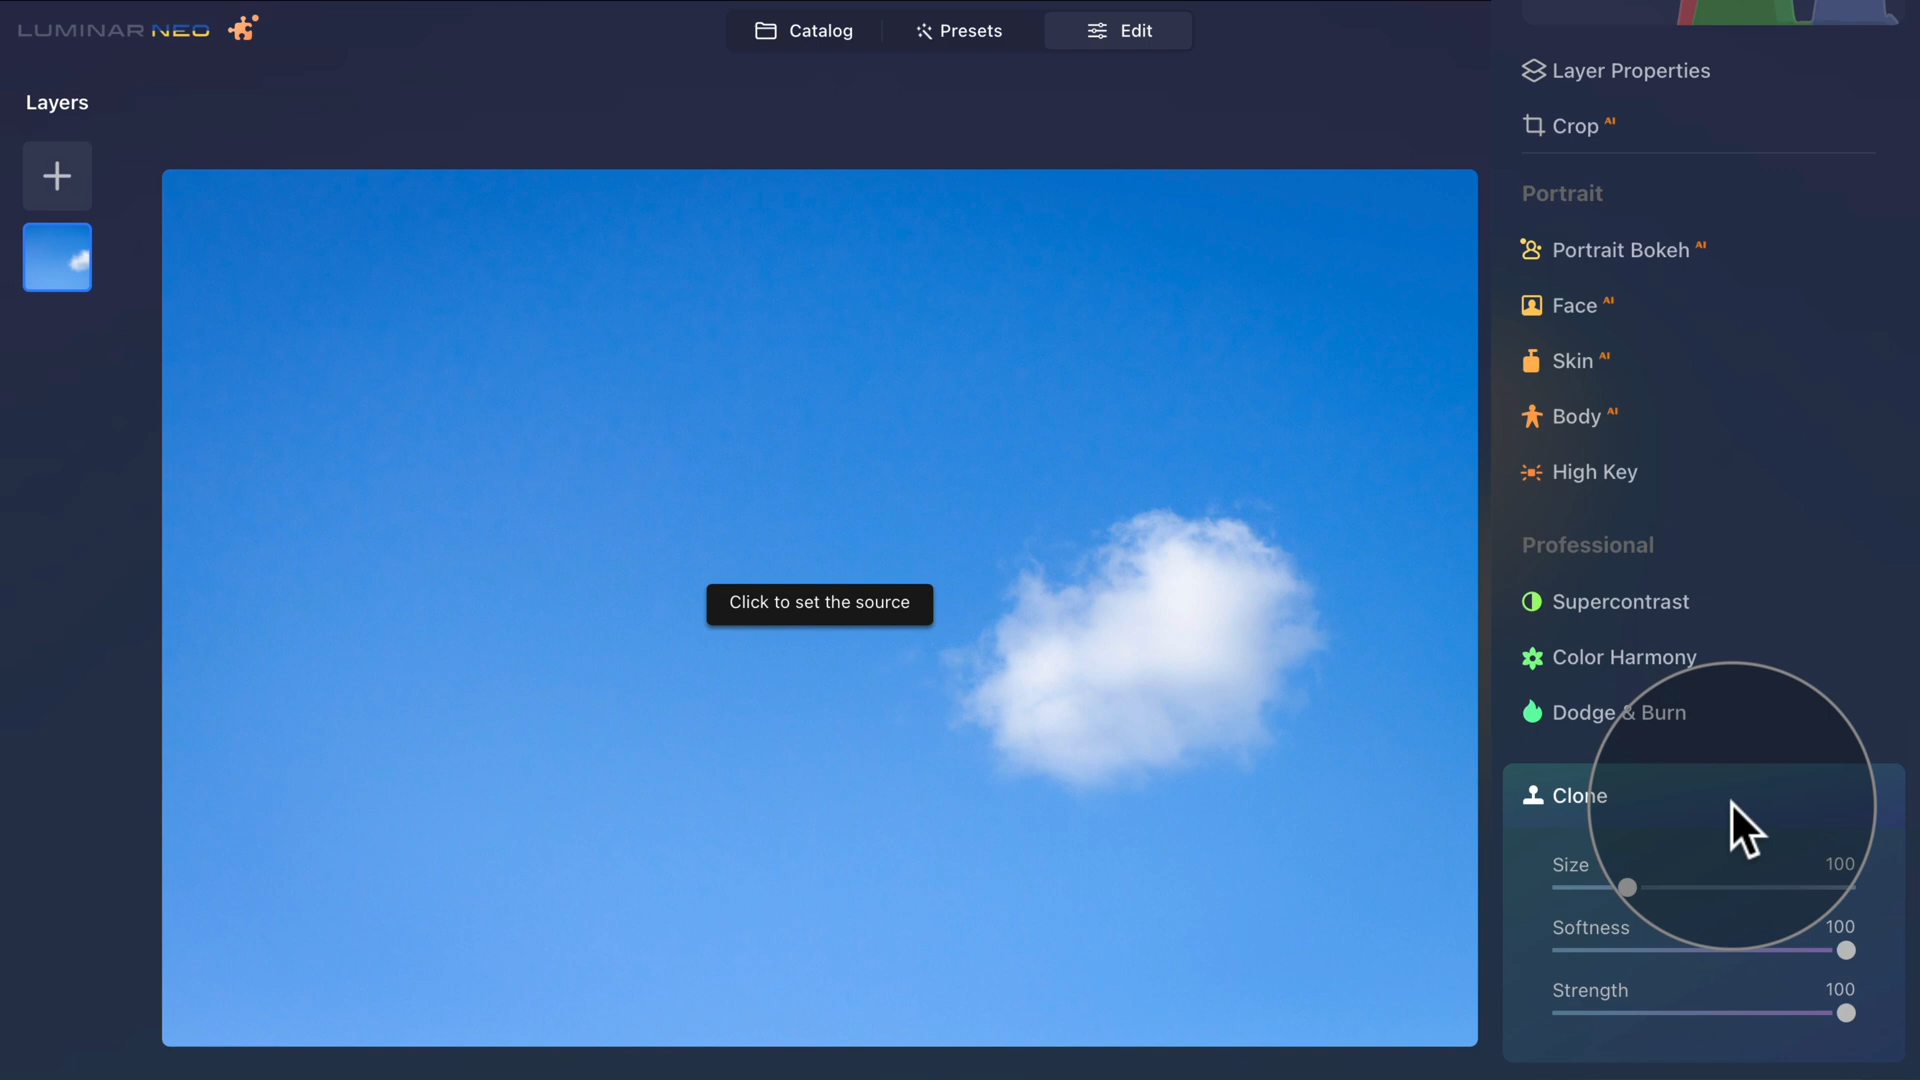 LUMINAR NEO
Catalog
Presets
Edit
Layers
Layer Properties
Crop AI
Portrait
Portrait Bokeh AI
Face AI
Skin AI
Body AI
High Key
Professional
Supercontrast
Color Harmony
Dodge & Burn
Click to set the source
Clone
Size 100
Softness 100
Strength 100